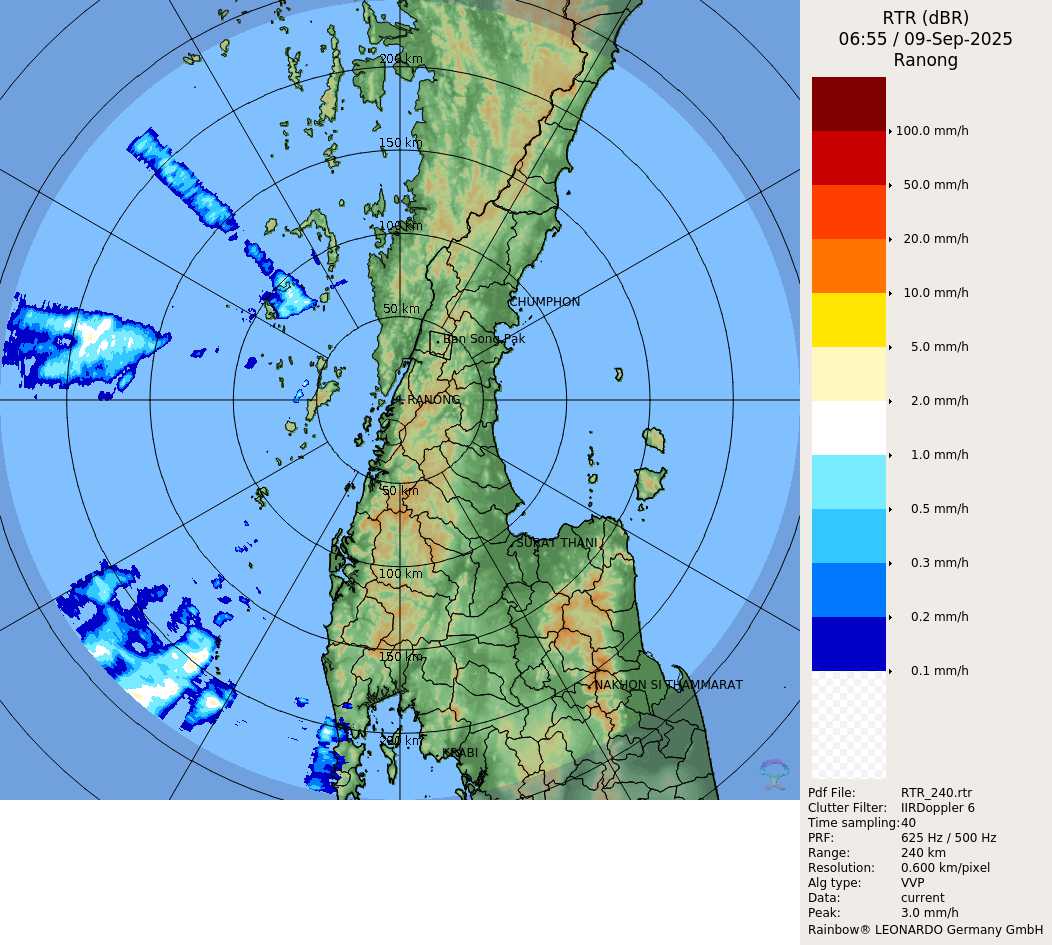 RTR (dBR)
06:55 / 09-Sep-2025
Ranong
200 km
150 km
100 km
50 km
CHUMPHON
Ban Song Pak
RANONG
50 km
SURAT THANI
100 km
150 km
NAKHON SI THAMMARAT
200 km
KRABI
100.0 mm/h
50.0 mm/h
20.0 mm/h
10.0 mm/h
5.0 mm/h
2.0 mm/h
1.0 mm/h
0.5 mm/h
0.3 mm/h
0.2 mm/h
0.1 mm/h
Pdf File: RTR_240.rtr
Clutter Filter: IIRDoppler 6
Time sampling: 40
PRF: 625 Hz / 500 Hz
Range: 240 km
Resolution: 0.600 km/pixel
Alg type: VVP
Data: current
Peak: 3.0 mm/h
Rainbow® LEONARDO Germany GmbH